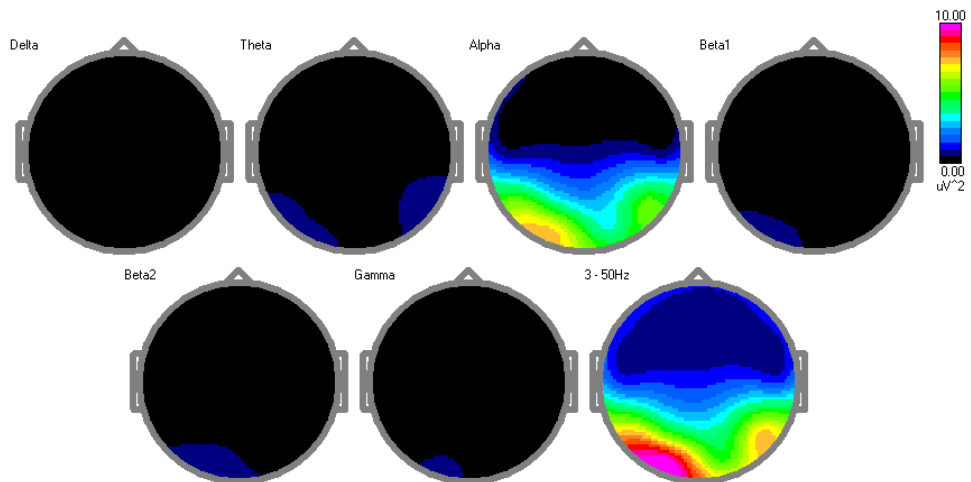 Delta
Theta
Alpha
Beta1
10.00
0.00
uV^2
Beta2
Gamma
3 - 50Hz